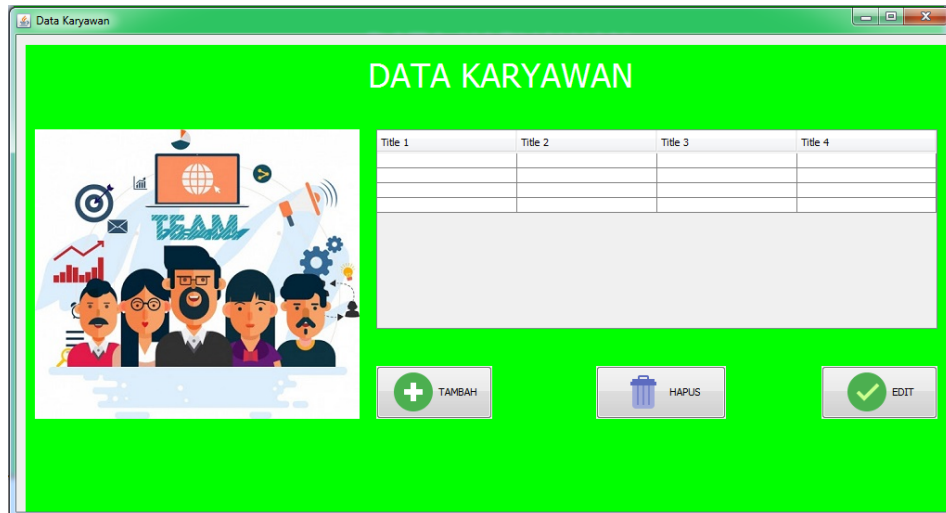 Data Karyawan
DATA KARYAWAN
Title 1 Title 2 Title 3 Title 4
TEAM
TAMBAH HAPUS EDIT